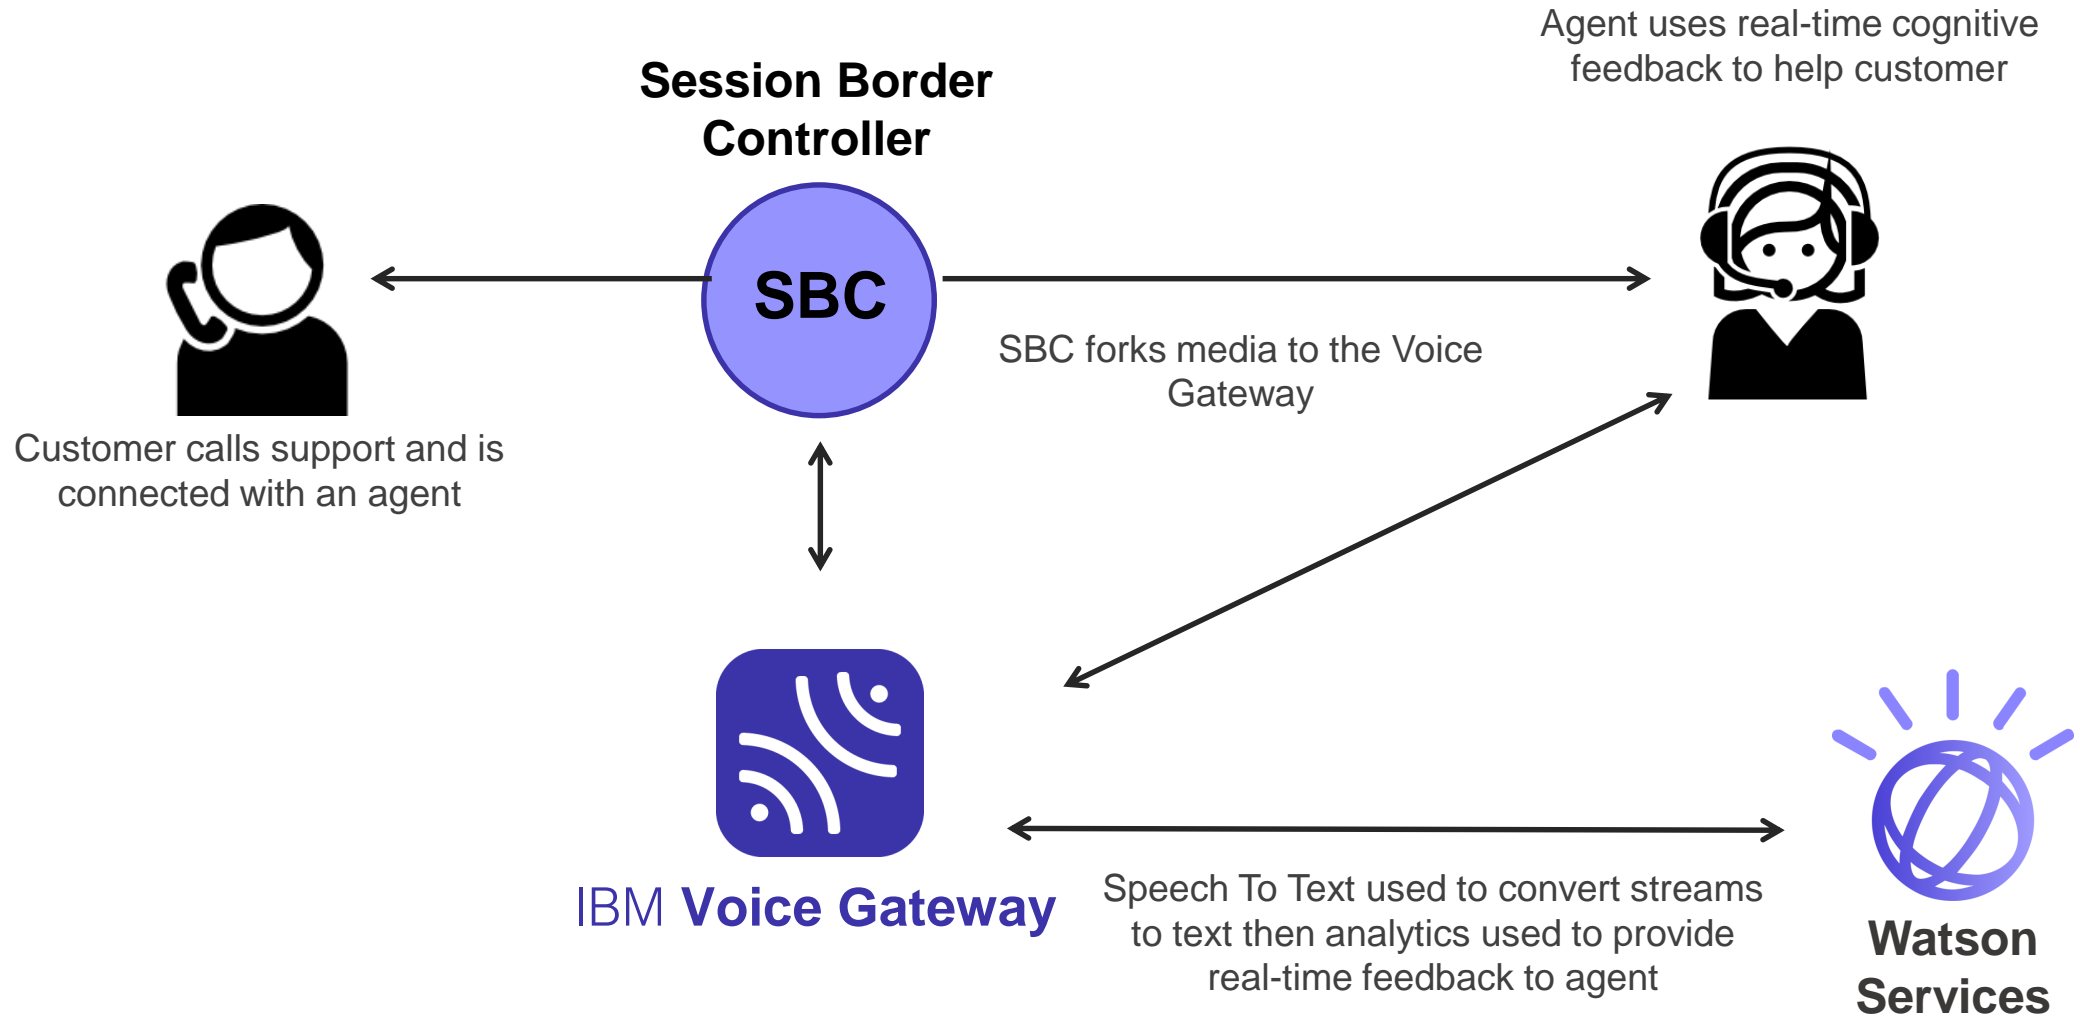 Agent uses real-time cognitive
feedback to help customer
Session Border
Controller
SBC
SBC forks media to the Voice
Gateway
Customer calls support and is
connected with an agent
IBM Voice Gateway
Speech To Text used to convert streams
to text then analytics used to provide
real-time feedback to agent
Watson
Services